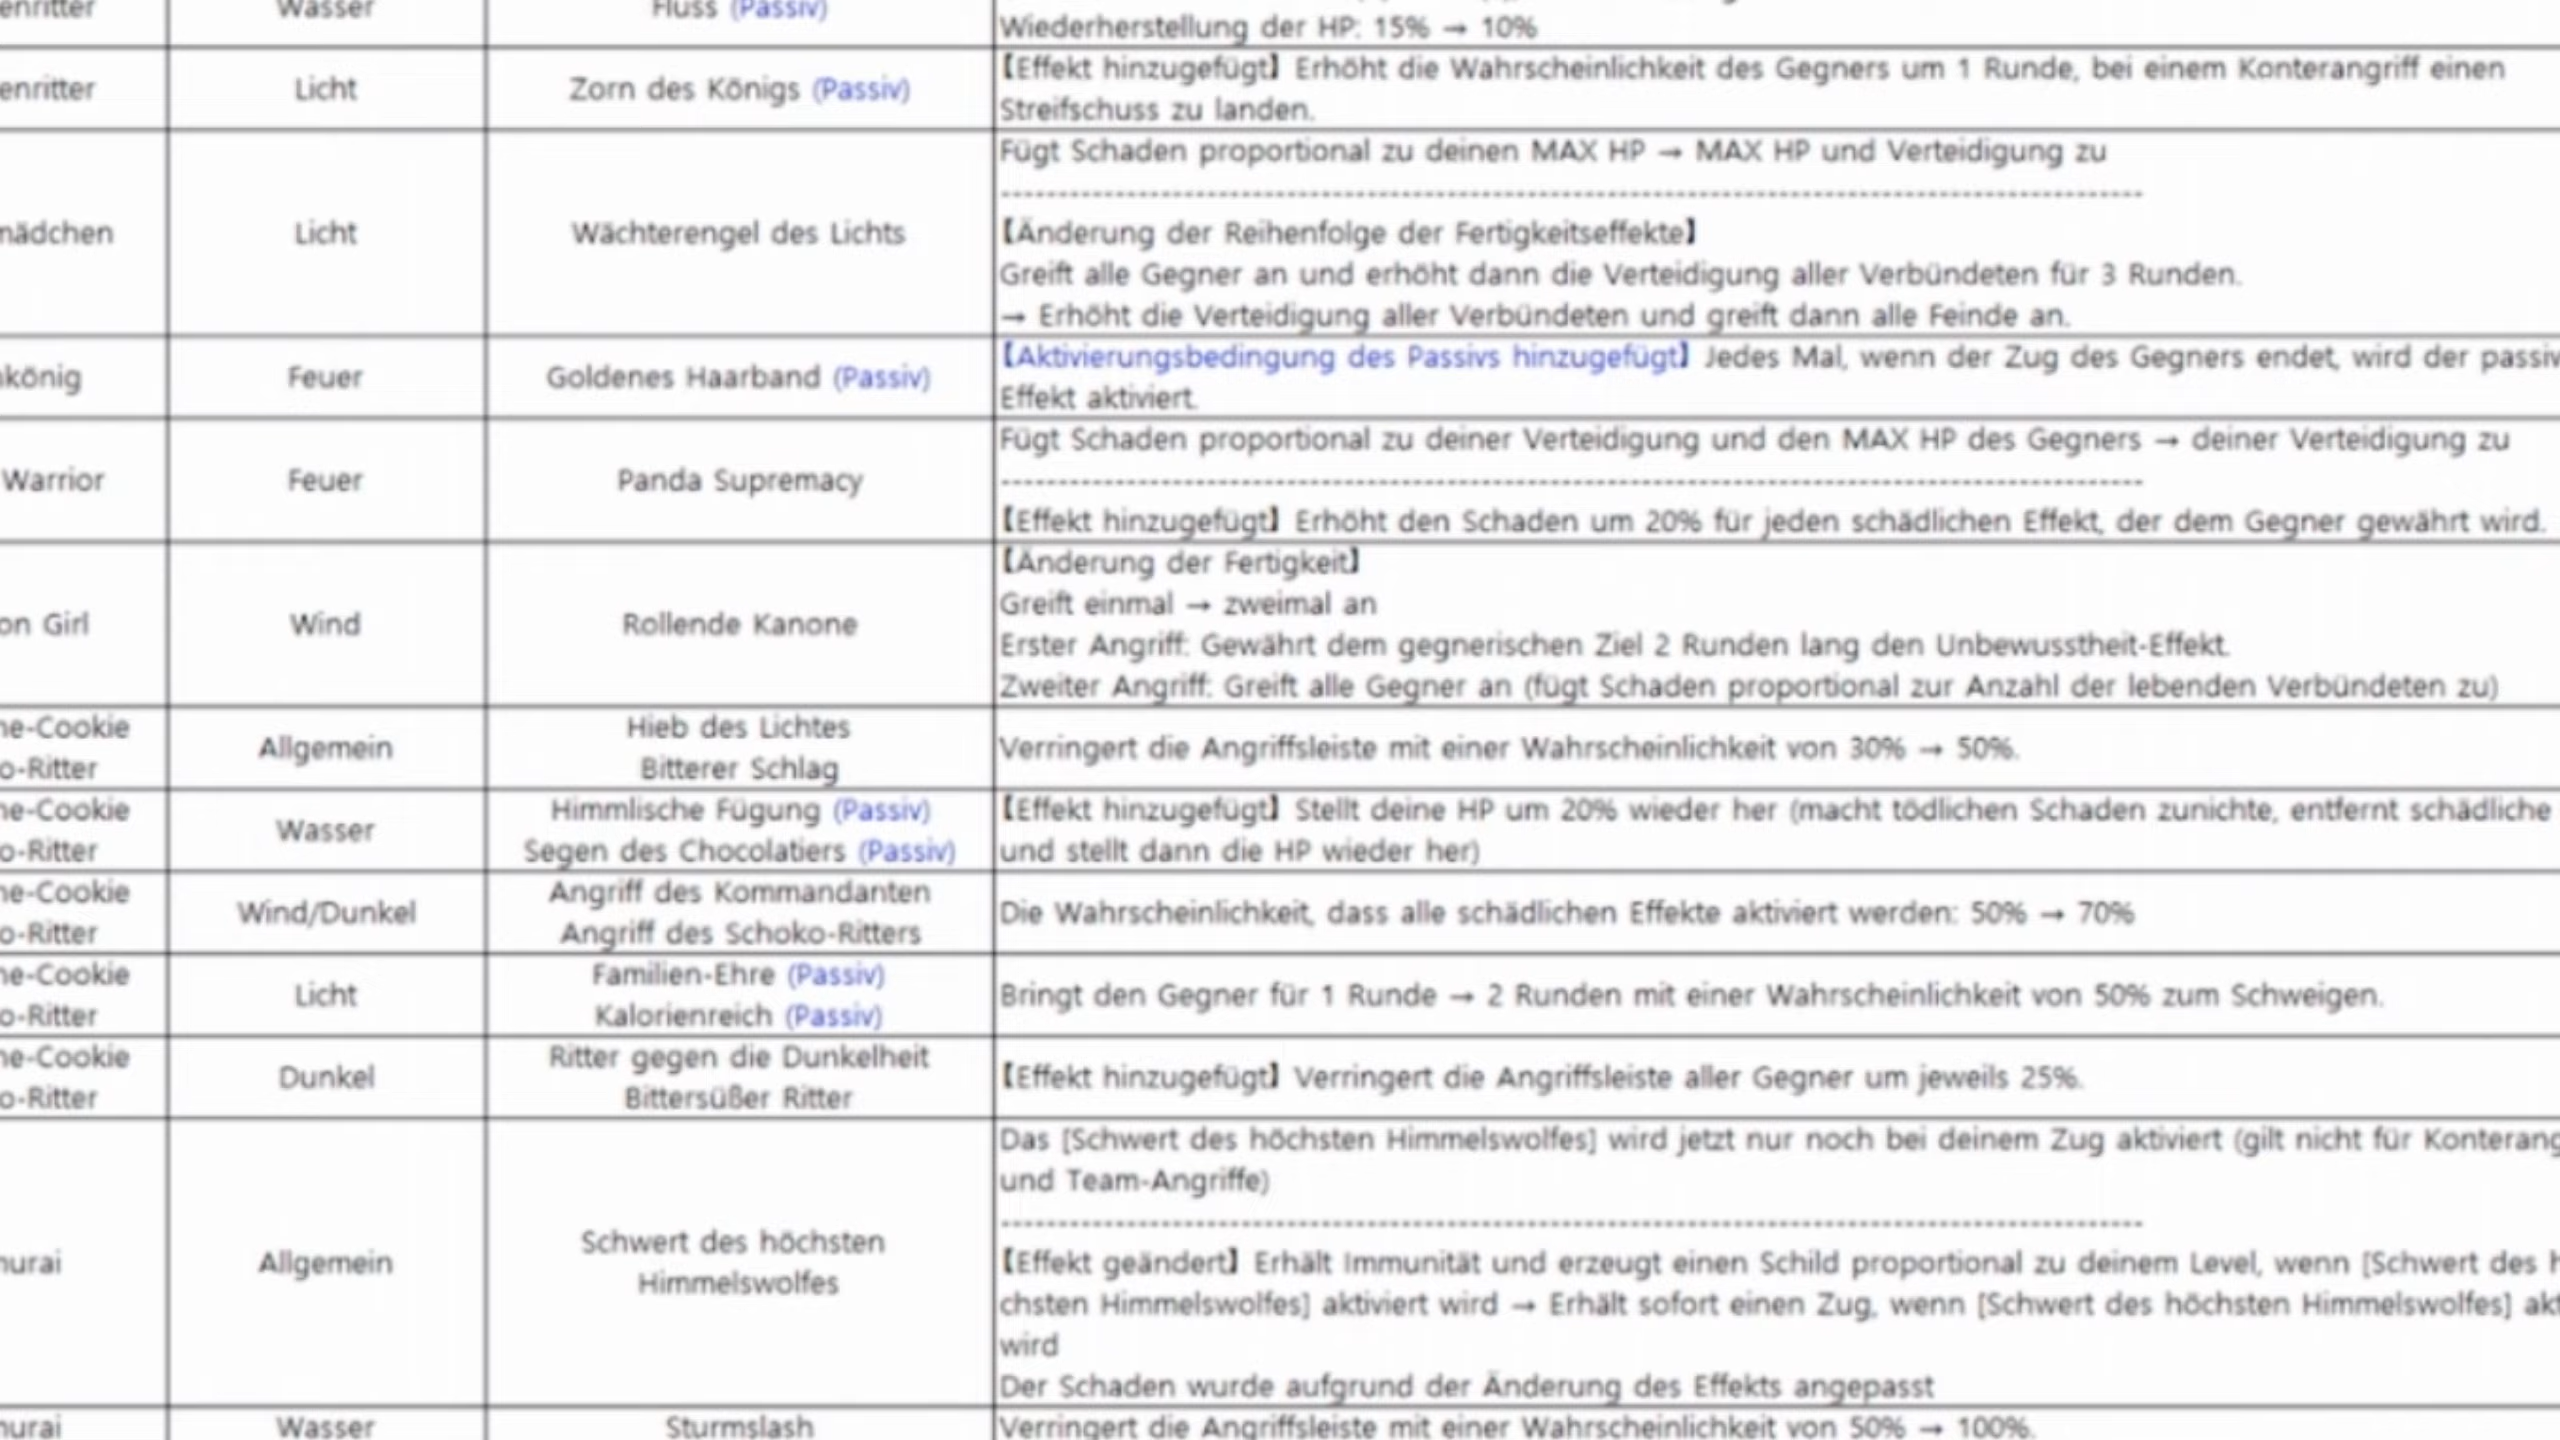 enritter Wasser Fluss (Passiv)
Wiederherstellung der HP: 15% → 10%
enritter Licht Zorn des Königs (Passiv) 【Effekt hinzugefügt】 Erhöht die Wahrscheinlichkeit des Gegners um 1 Runde, bei einem Konterangriff einen
Streifschuss zu landen.
Fügt Schaden proportional zu deinen MAX HP → MAX HP und Verteidigung zu
--------------------------------------------------------------------------------
mädchen Licht Wächterengel des Lichts 【Änderung der Reihenfolge der Fertigkeitseffekte】
Greift alle Gegner an und erhöht dann die Verteidigung aller Verbündeten für 3 Runden.
→ Erhöht die Verteidigung aller Verbündeten und greift dann alle Feinde an.
könig Feuer Goldenes Haarband (Passiv) 【Aktivierungsbedingung des Passivs hinzugefügt】 Jedes Mal, wenn der Zug des Gegners endet, wird der passiv
Effekt aktiviert.
Fügt Schaden proportional zu deiner Verteidigung und den MAX HP des Gegners → deiner Verteidigung zu
Warrior Feuer Panda Supremacy
--------------------------------------------------------------------------------
【Effekt hinzugefügt】 Erhöht den Schaden um 20% für jeden schädlichen Effekt, der dem Gegner gewährt wird.
【Änderung der Fertigkeit】
Greift einmal → zweimal an
on Girl Wind Rollende Kanone
Erster Angriff: Gewährt dem gegnerischen Ziel 2 Runden lang den Unbewusstheit-Effekt.
Zweiter Angriff: Greift alle Gegner an (fügt Schaden proportional zur Anzahl der lebenden Verbündeten zu)
ne-Cookie
o-Ritter
Allgemein
Hieb des Lichtes
Bitterer Schlag
Verringert die Angriffsleiste mit einer Wahrscheinlichkeit von 30% → 50%.
ne-Cookie
o-Ritter
Wasser
Himmlische Fügung (Passiv)
Segen des Chocolatiers (Passiv)
【Effekt hinzugefügt】 Stellt deine HP um 20% wieder her (macht tödlichen Schaden zunichte, entfernt schädliche
und stellt dann die HP wieder her)
ne-Cookie
o-Ritter
Wind/Dunkel
Angriff des Kommandanten
Angriff des Schoko-Ritters
Die Wahrscheinlichkeit, dass alle schädlichen Effekte aktiviert werden: 50% → 70%
ne-Cookie
o-Ritter
Licht
Familien-Ehre (Passiv)
Kalorienreich (Passiv)
Bringt den Gegner für 1 Runde → 2 Runden mit einer Wahrscheinlichkeit von 50% zum Schweigen.
ne-Cookie
o-Ritter
Dunkel
Ritter gegen die Dunkelheit
Bittersüßer Ritter
【Effekt hinzugefügt】 Verringert die Angriffsleiste aller Gegner um jeweils 25%.
murai
Allgemein
Schwert des höchsten
Himmelswolfes
Das [Schwert des höchsten Himmelswolfes] wird jetzt nur noch bei deinem Zug aktiviert (gilt nicht für Konterang
und Team-Angriffe)
--------------------------------------------------------------------------------
【Effekt geändert】 Erhält Immunität und erzeugt einen Schild proportional zu deinem Level, wenn [Schwert des h
chsten Himmelswolfes] aktiviert wird → Erhält sofort einen Zug, wenn [Schwert des höchsten Himmelswolfes] akt
wird
Der Schaden wurde aufgrund der Änderung des Effekts angepasst
murai Wasser Sturmslash Verringert die Angriffsleiste mit einer Wahrscheinlichkeit von 50% → 100%.